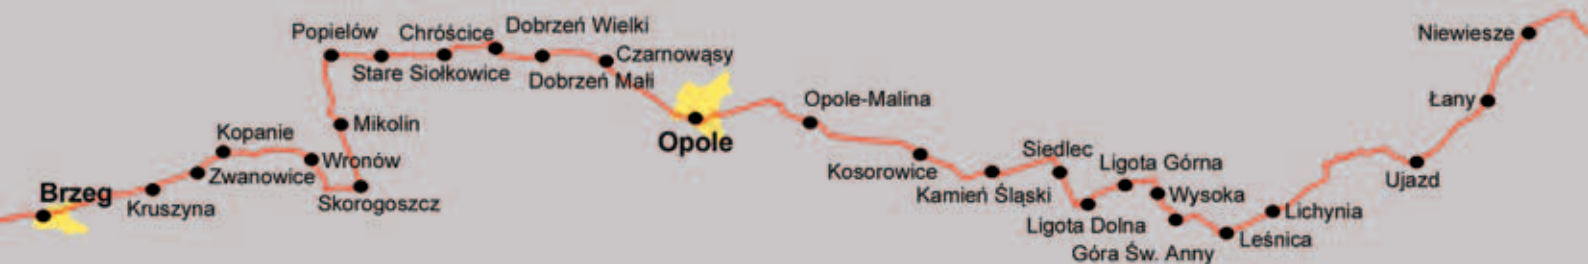 Brzeg
Kruszyna
Zwanowice
Kopanie
Wronów
Skorogoszcz
Mikolin
Popielów
Stare Siołkowice
Chróścice
Dobrzeń Wielki
Dobrzeń Mali
Czarnowąsy
Opole
Opole-Malina
Kosorowice
Kamień Śląski
Siedlec
Ligota Dolna
Ligota Górna
Wysoka
Góra Św. Anny
Leśnica
Lichynia
Ujazd
Łany
Niewiesze